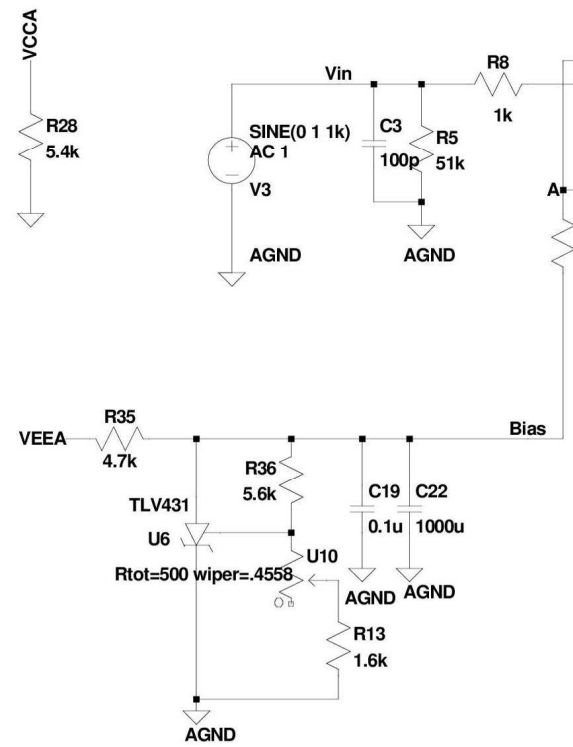 VCCA
R28
5.4k
Vin
SINE(0 1 1k)
AC 1
V3
AGND
C3
100p
R5
51k
AGND
R8
1k
A
VEEA
R35
4.7k
Bias
R36
5.6k
TLV431
U6
U10
Rtot=500 wiper=.4558
C19
0.1u
C22
1000u
AGND
AGND
R13
1.6k
AGND